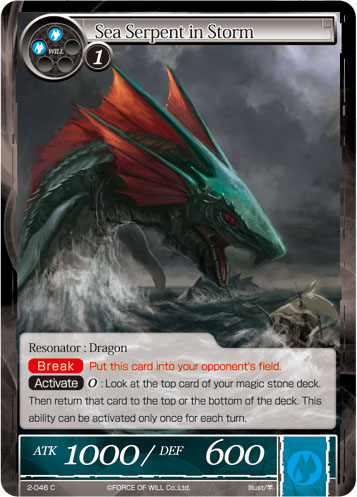 Sea Serpent in Storm
WILL
1
Resonator : Dragon
Break Put this card into your opponent's field.
Activate O : Look at the top card of your magic stone deck.
Then return that card to the top or the bottom of the deck. This
ability can be activated only once for each turn.
ATK 1000 / DEF 600
2-046 C ©FORCE OF WILL Co.,Ltd. Illust/